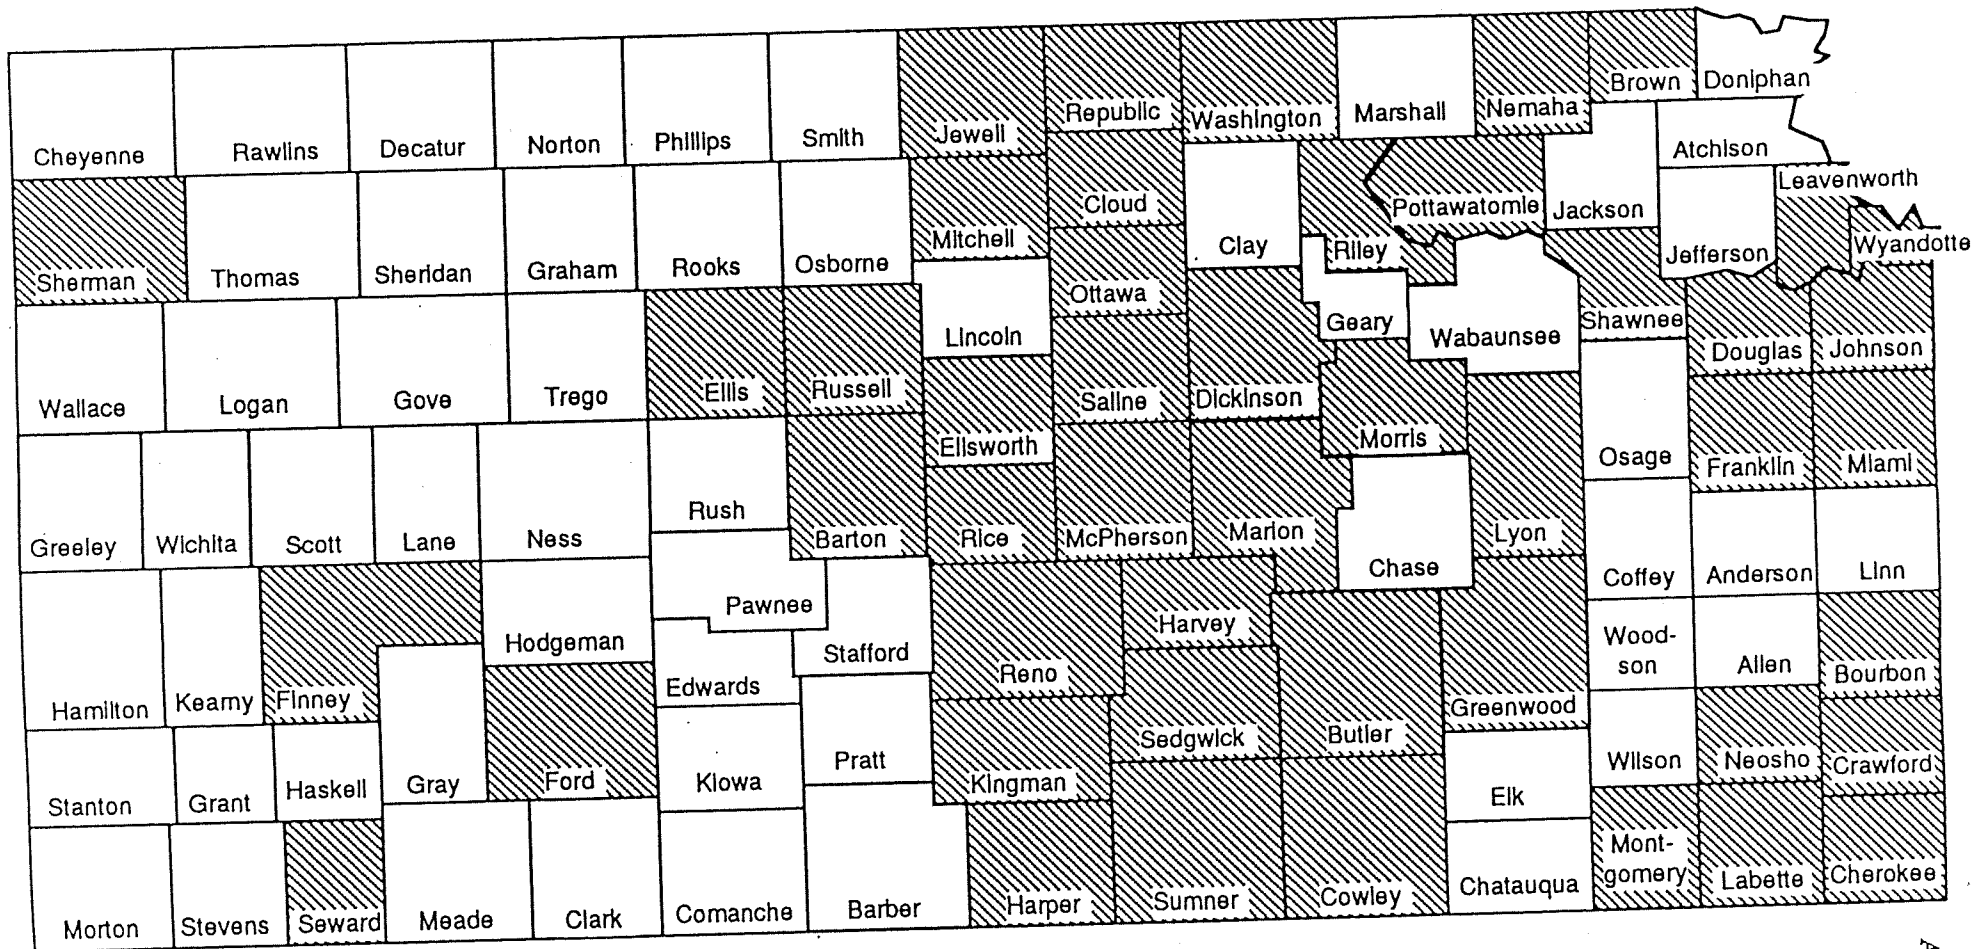 Cheyenne
Rawlins
Decatur
Norton
Phillips
Smith
Jewell
Republic
Washington
Marshall
Nemaha
Brown
Doniphan
Sherman
Thomas
Sheridan
Graham
Rooks
Osborne
Mitchell
Cloud
Clay
Riley
Pottawatomie
Jackson
Atchison
Jefferson
Leavenworth
Wyandotte
Wallace
Logan
Gove
Trego
Ellis
Russell
Lincoln
Ottawa
Saline
Dickinson
Geary
Wabaunsee
Shawnee
Douglas
Johnson
Greeley
Wichita
Scott
Lane
Ness
Rush
Barton
Ellsworth
Rice
McPherson
Marion
Morris
Chase
Lyon
Osage
Franklin
Miami
Hamilton
Kearny
Finney
Hodgeman
Pawnee
Edwards
Stafford
Reno
Harvey
Sedgwick
Butler
Greenwood
Coffey
Anderson
Linn
Wood-
son
Allen
Bourbon
Stanton
Grant
Haskell
Gray
Ford
Kiowa
Pratt
Kingman
Elk
Wilson
Neosho
Crawford
Morton
Stevens
Seward
Meade
Clark
Comanche
Barber
Harper
Sumner
Cowley
Chatauqua
Mont-
gomery
Labette
Cherokee